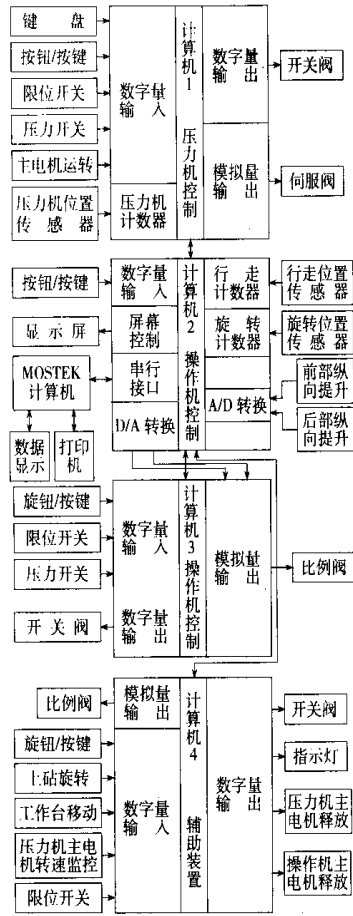 键 盘
按钮/按键
限位开关
压力开关
主电机运转
压力机位置
传感器
数字量
输 入
压力机
计数器
计算机1 压力机控制
数字量
输 出
模拟量
输 出
开关阀
伺服阀
按钮/按键
显示屏
MOSTEK
计算机
数据
显示
打印
机
数字量
输 入
屏幕
控制
串行
接口
D/A 转换
计算机2 操作机控制
行走
计数器
旋转
计数器
A/D 转换
行走位置
传感器
旋转位置
传感器
前部纵
向提升
后部纵
向提升
旋钮/按键
限位开关
压力开关
开 关 阀
数字量
输 入
数字量
输 出
计算机3 操作机控制
模拟量
输 出
比例阀
比例阀
旋钮/按键
上砧旋转
工作台移动
压力机主电
机转速监控
限位开关
模拟量
输 出
数字量
输 入
计算机4 辅助装置
数字量
输 出
开关阀
指示灯
压力机主
电机释放
操作机主
电机释放